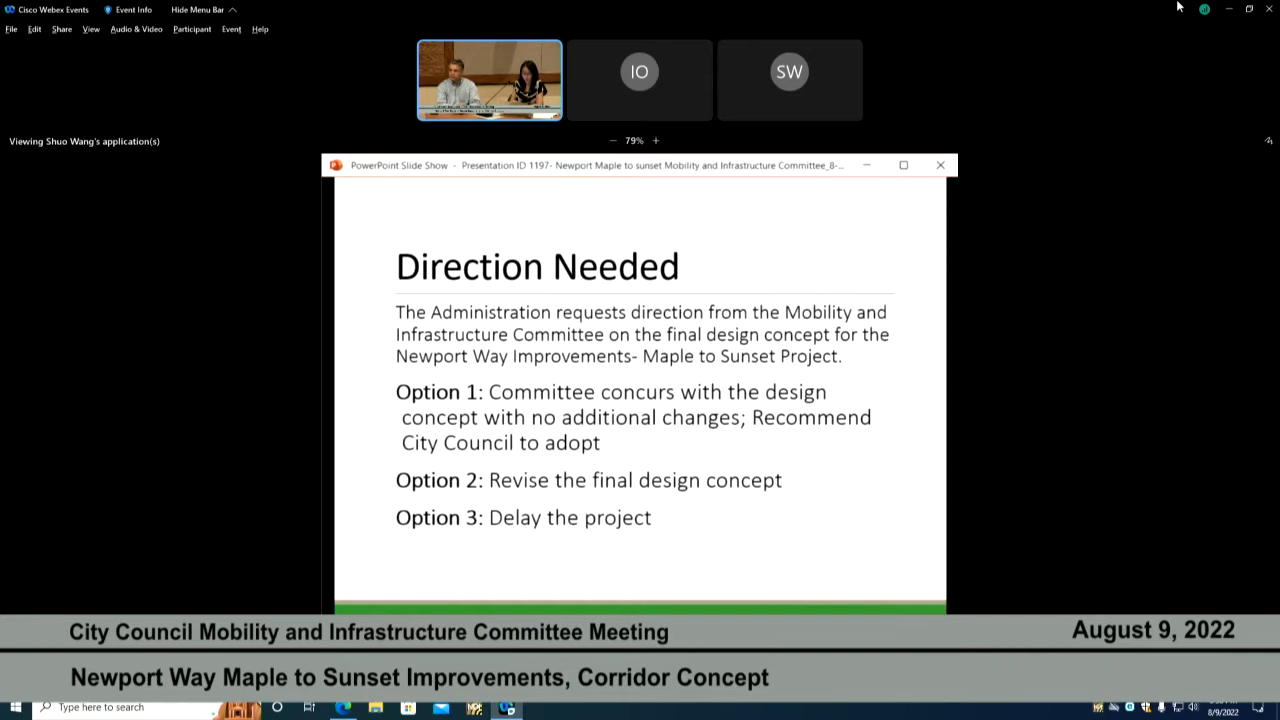 Cisco Webex Events
Event Info
Hide Menu Bar
File
Edit
Share
View
Audio & Video
Participant
Event
Help
IO
SW
Viewing Shuo Wang's application(s)
79%
PowerPoint Slide Show - Presentation ID 1197- Newport Maple to sunset Mobility and Infrastructure Committee_8-...
Direction Needed
The Administration requests direction from the Mobility and
Infrastructure Committee on the final design concept for the
Newport Way Improvements- Maple to Sunset Project.
Option 1: Committee concurs with the design
concept with no additional changes; Recommend
City Council to adopt
Option 2: Revise the final design concept
Option 3: Delay the project
City Council Mobility and Infrastructure Committee Meeting
August 9, 2022
Newport Way Maple to Sunset Improvements, Corridor Concept
Type here to search
8/9/2022